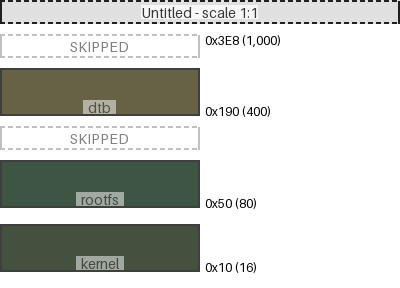 Untitled - scale 1:1
SKIPPED
0x3E8 (1,000)
dtb
0x190 (400)
SKIPPED
rootfs
0x50 (80)
kernel
0x10 (16)